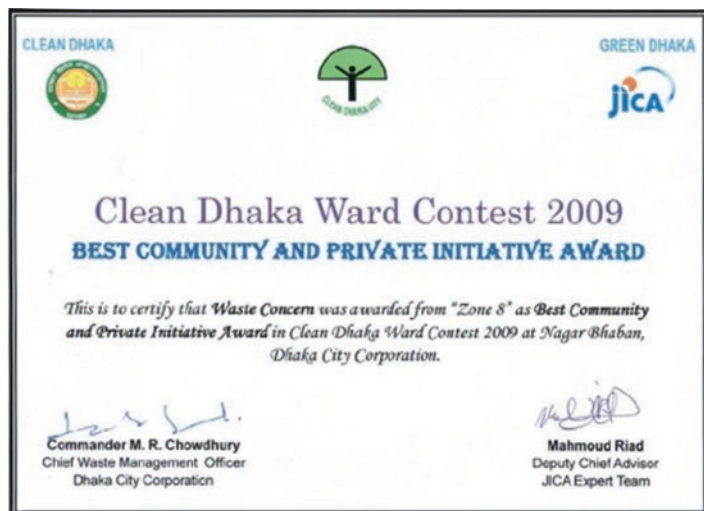 CLEAN DHAKA
GREEN DHAKA
CLEAN DHAKA CITY
jICA
Clean Dhaka Ward Contest 2009
BEST COMMUNITY AND PRIVATE INITIATIVE AWARD
This is to certify that Waste Concern was awarded from "Zone 8" as Best Community
and Private Initiative Award in Clean Dhaka Ward Contest 2009 at Nagar Bhaban,
Dhaka City Corporation.
Commander M. R. Chowdhury
Chief Waste Management Officer
Dhaka City Corporation
Mahmoud Riad
Deputy Chief Advisor
JICA Expert Team